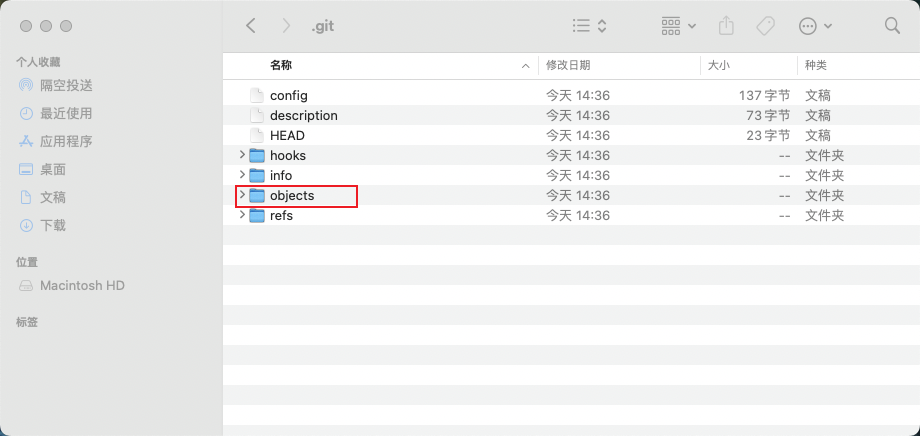 .git
个人收藏
隔空投送
最近使用
应用程序
桌面
文稿
下载
位置
Macintosh HD
标签
名称 修改日期 大小 种类
config 今天 14:36 137 字节 文稿
description 今天 14:36 73 字节 文稿
HEAD 今天 14:36 23 字节 文稿
hooks 今天 14:36 -- 文件夹
info 今天 14:36 -- 文件夹
objects 今天 14:36 -- 文件夹
refs 今天 14:36 -- 文件夹